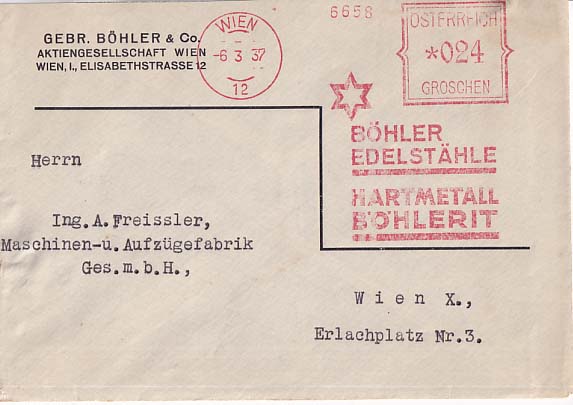 GEBR. BÖHLER & Co.
AKTIENGESELLSCHAFT WIEN
WIEN, I., ELISABETHSTRASSE 12
WIEN
-6. 3 37
12
6658
ÖSTERREICH
*024
GROSCHEN
BÖHLER
EDELSTÄHLE
HARTMETALL
BÖHLERIT
Herrn
Ing. A. Freissler,
Maschinen-u. Aufzügefabrik
Ges. m. b. H.,
Wien X.,
Erlachplatz Nr. 3.